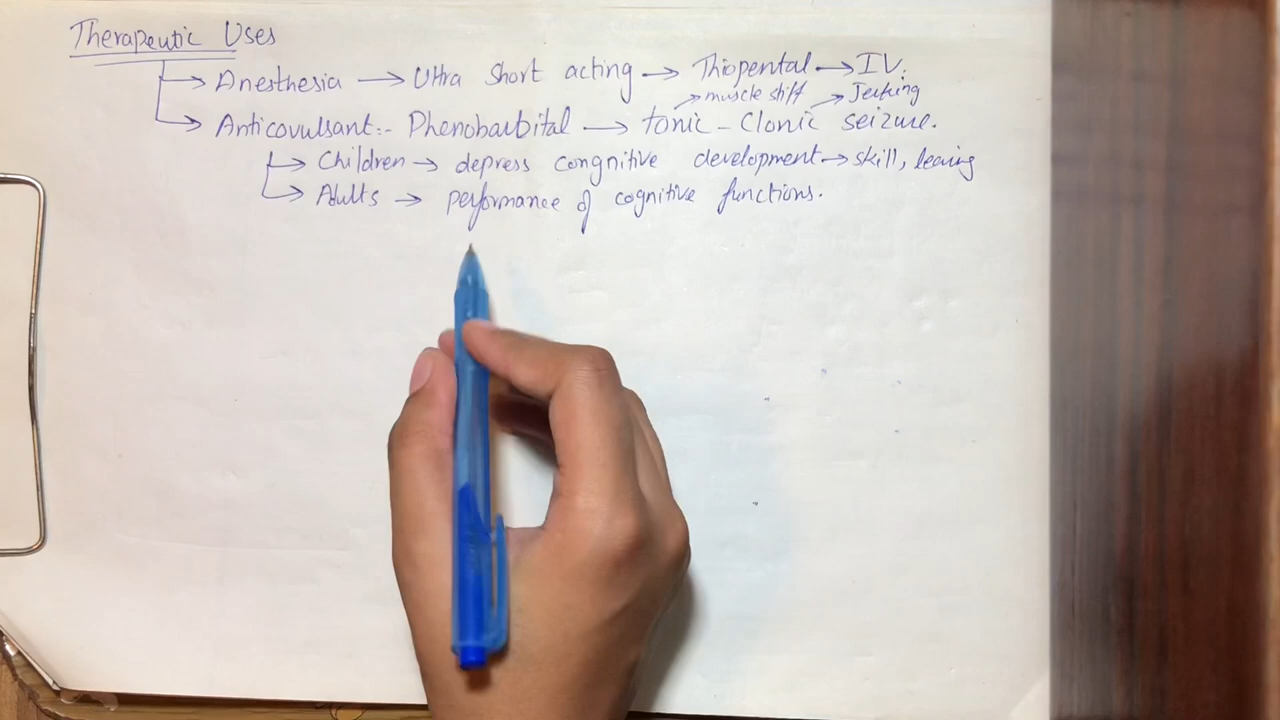 Therapeutic Uses
→ Anesthesia → Ultra Short acting → Thiopental → IV.
→ muscle stiff → Jerking
→ Anticovulsant:- Phenobarbital → tonic - Clonic seizure.
→ Children → depress congnitive development → skill, learing
→ Adults → performance of cognitive functions.